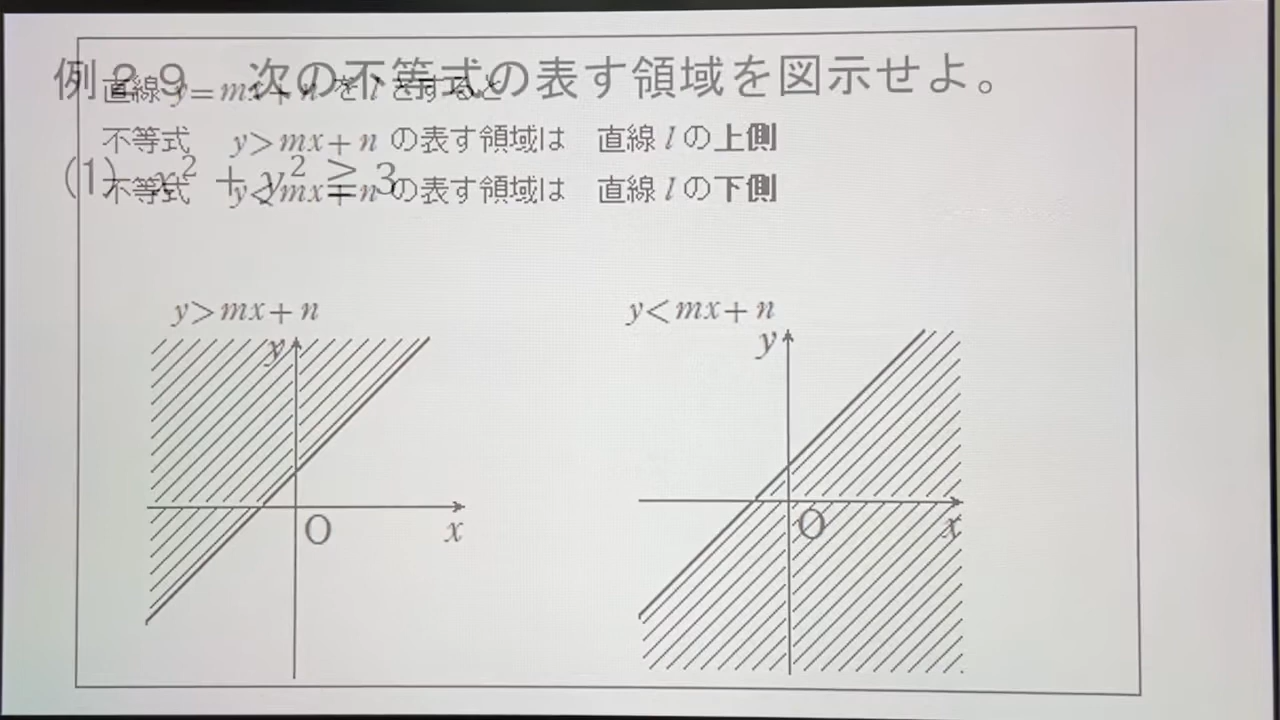 例29 次の不等式の表す領域を図示せよ。
直線 y=mx+n を l とすると
不等式 y>mx+n の表す領域は 直線 l の上側
(1) x² + y² ≧ 3
不等式 y<mx+n の表す領域は 直線 l の下側
y>mx+n y<mx+n
y y
O x O x